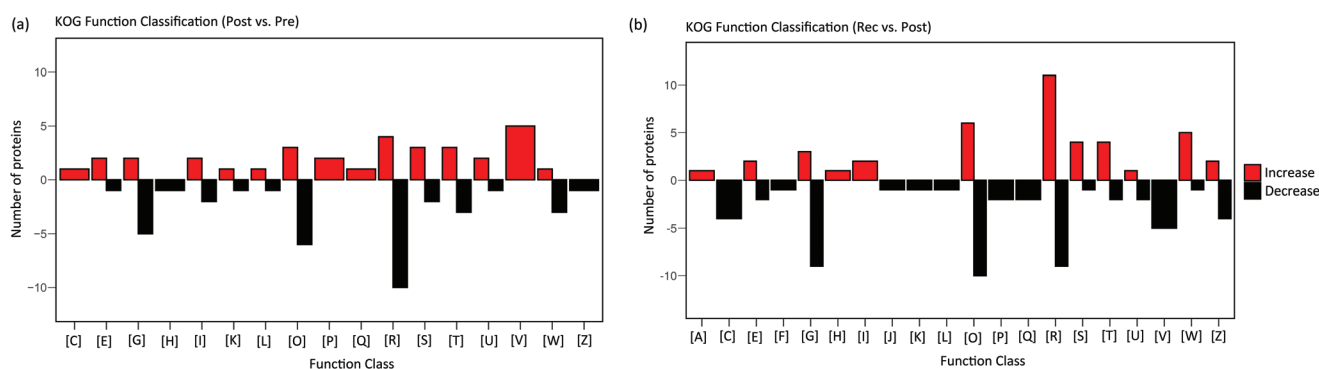 (a)
KOG Function Classification (Post vs. Pre)
Number of proteins
10
5
0
−5
−10
[C] [E] [G] [H] [I] [K] [L] [O] [P] [Q] [R] [S] [T] [U] [V] [W] [Z]
Function Class
(b)
KOG Function Classification (Rec vs. Post)
Number of proteins
10
5
0
-5
-10
[A] [C] [E] [F] [G] [H] [I] [J] [K] [L] [O] [P] [Q] [R] [S] [T] [U] [V] [W] [Z]
Function Class
Increase
Decrease